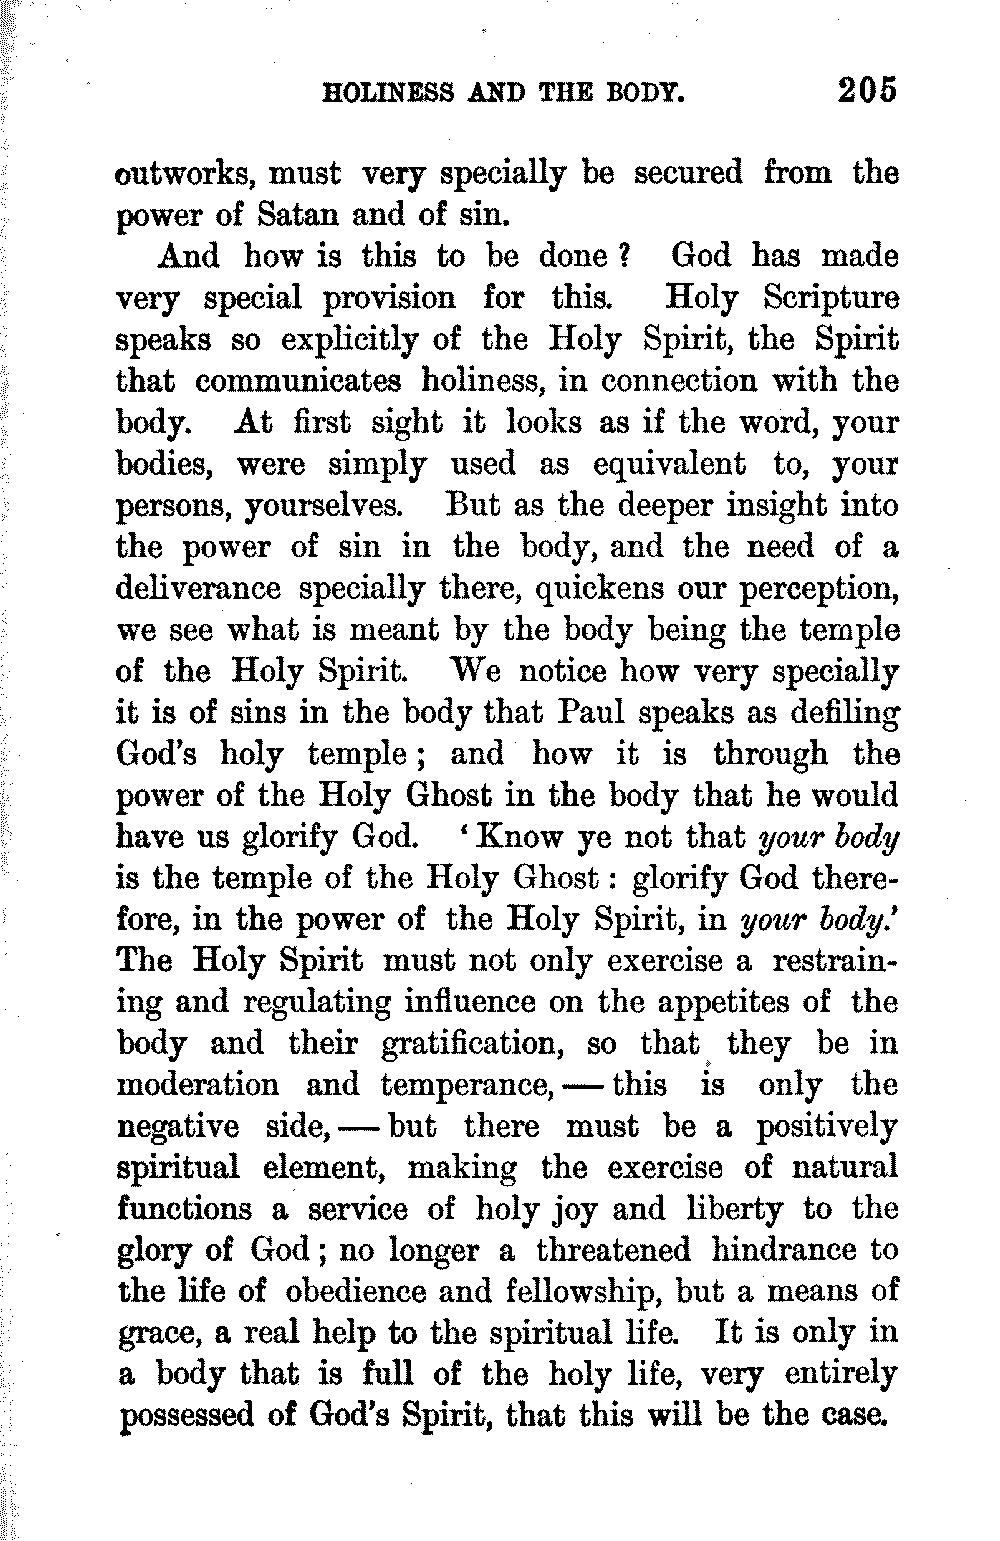 HOLINESS AND THE BODY. 205
outworks, must very specially be secured from the
power of Satan and of sin.
And how is this to be done ? God has made
very special provision for this. Holy Scripture
speaks so explicitly of the Holy Spirit, the Spirit
that communicates holiness, in connection with the
body. At first sight it looks as if the word, your
bodies, were simply used as equivalent to, your
persons, yourselves. But as the deeper insight into
the power of sin in the body, and the need of a
deliverance specially there, quickens our perception,
we see what is meant by the body being the temple
of the Holy Spirit. We notice how very specially
it is of sins in the body that Paul speaks as defiling
God's holy temple ; and how it is through the
power of the Holy Ghost in the body that he would
have us glorify God. ‘ Know ye not that your body
is the temple of the Holy Ghost : glorify God there-
fore, in the power of the Holy Spirit, in your body.’
The Holy Spirit must not only exercise a restrain-
ing and regulating influence on the appetites of the
body and their gratification, so that they be in
moderation and temperance, — this is only the
negative side, — but there must be a positively
spiritual element, making the exercise of natural
functions a service of holy joy and liberty to the
glory of God ; no longer a threatened hindrance to
the life of obedience and fellowship, but a means of
grace, a real help to the spiritual life. It is only in
a body that is full of the holy life, very entirely
possessed of God's Spirit, that this will be the case.